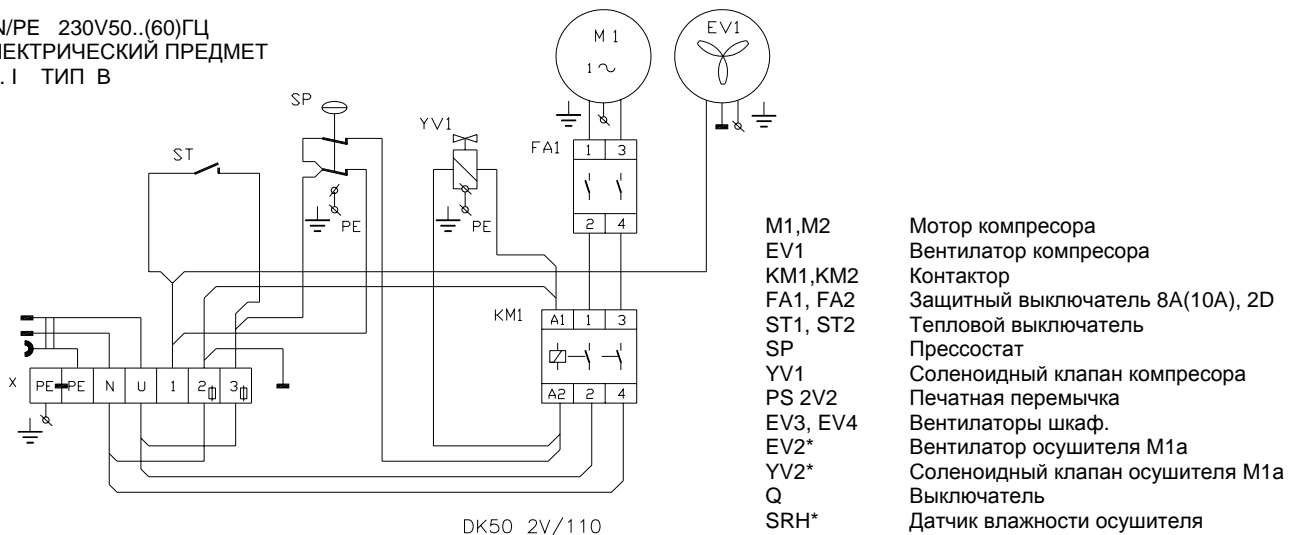 N/PE 230V50..(60)ГЦ
ЛЕКТРИЧЕСКИЙ ПРЕДМЕТ
. I ТИП В
M 1
1 ~
EV1
SP
YV1
ST
FA1
1 3
2 4
PE
PE
KM1
A1 1 3
A2 2 4
X PE PE N U 1 2 3
DK50 2V/110
M1,M2 Мотор компресора
EV1 Вентилатор компресора
KM1,KM2 Контактор
FA1, FA2 Защитный выключатель 8A(10A), 2D
ST1, ST2 Тепловой выключатель
SP Прессостат
YV1 Соленоидный клапан компресора
PS 2V2 Печатная перемычка
EV3, EV4 Вентилаторы шкаф.
EV2* Вентилатор осушителя M1a
YV2* Соленоидный клапан осушителя M1a
Q Выключатель
SRH* Датчик влажности осушителя